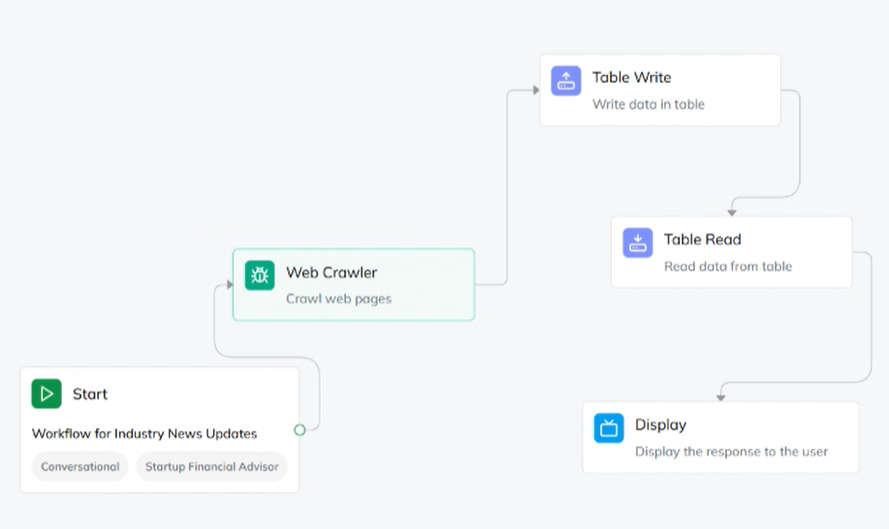 Table Write
Write data in table
Table Read
Read data from table
Web Crawler
Crawl web pages
Start
Workflow for Industry News Updates
Conversational
Startup Financial Advisor
Display
Display the response to the user